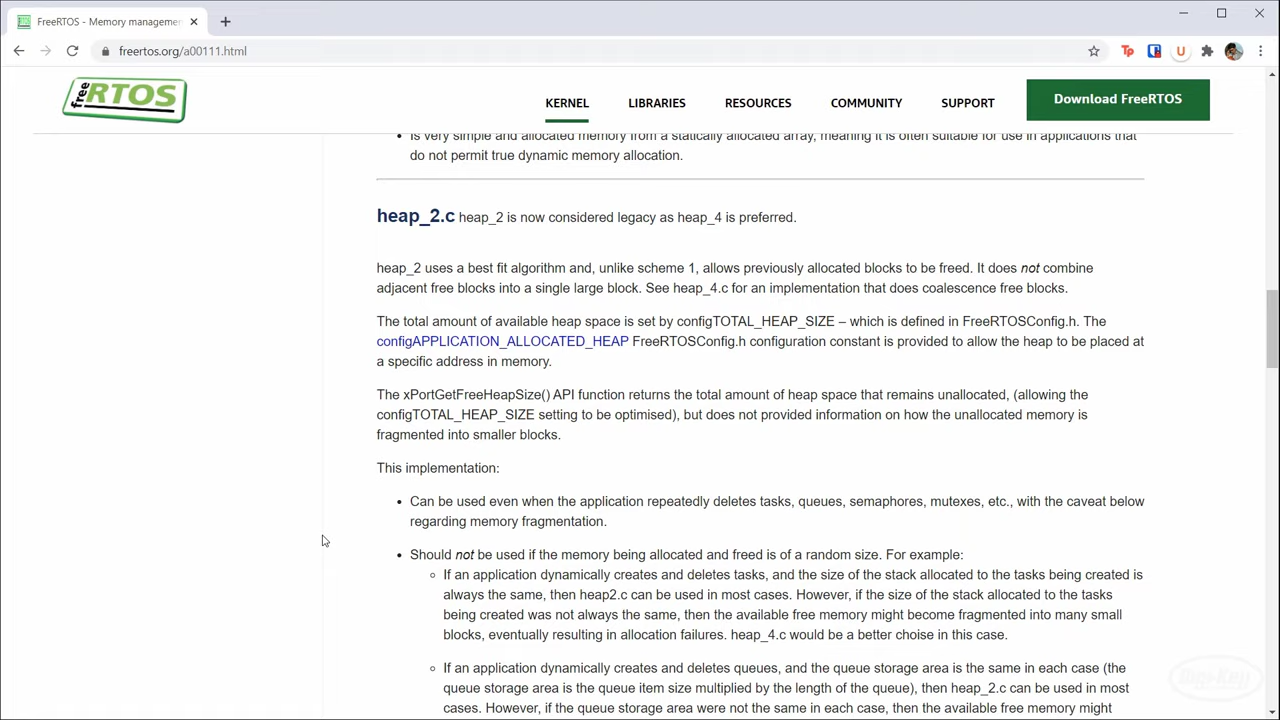 FreeRTOS - Memory managemen
freertos.org/a00111.html
free RTOS
KERNEL LIBRARIES RESOURCES COMMUNITY SUPPORT Download FreeRTOS
Is very simple and allocated memory from a statically allocated array, meaning it is often suitable for use in applications that
do not permit true dynamic memory allocation.
heap_2.c heap_2 is now considered legacy as heap_4 is preferred.
heap_2 uses a best fit algorithm and, unlike scheme 1, allows previously allocated blocks to be freed. It does not combine
adjacent free blocks into a single large block. See heap_4.c for an implementation that does coalescence free blocks.
The total amount of available heap space is set by configTOTAL_HEAP_SIZE – which is defined in FreeRTOSConfig.h. The
configAPPLICATION_ALLOCATED_HEAP FreeRTOSConfig.h configuration constant is provided to allow the heap to be placed at
a specific address in memory.
The xPortGetFreeHeapSize() API function returns the total amount of heap space that remains unallocated, (allowing the
configTOTAL_HEAP_SIZE setting to be optimised), but does not provided information on how the unallocated memory is
fragmented into smaller blocks.
This implementation:
Can be used even when the application repeatedly deletes tasks, queues, semaphores, mutexes, etc., with the caveat below
regarding memory fragmentation.
Should not be used if the memory being allocated and freed is of a random size. For example:
If an application dynamically creates and deletes tasks, and the size of the stack allocated to the tasks being created is
always the same, then heap2.c can be used in most cases. However, if the size of the stack allocated to the tasks
being created was not always the same, then the available free memory might become fragmented into many small
blocks, eventually resulting in allocation failures. heap_4.c would be a better choise in this case.
If an application dynamically creates and deletes queues, and the queue storage area is the same in each case (the
queue storage area is the queue item size multiplied by the length of the queue), then heap_2.c can be used in most
cases. However, if the queue storage area were not the same in each case, then the available free memory might